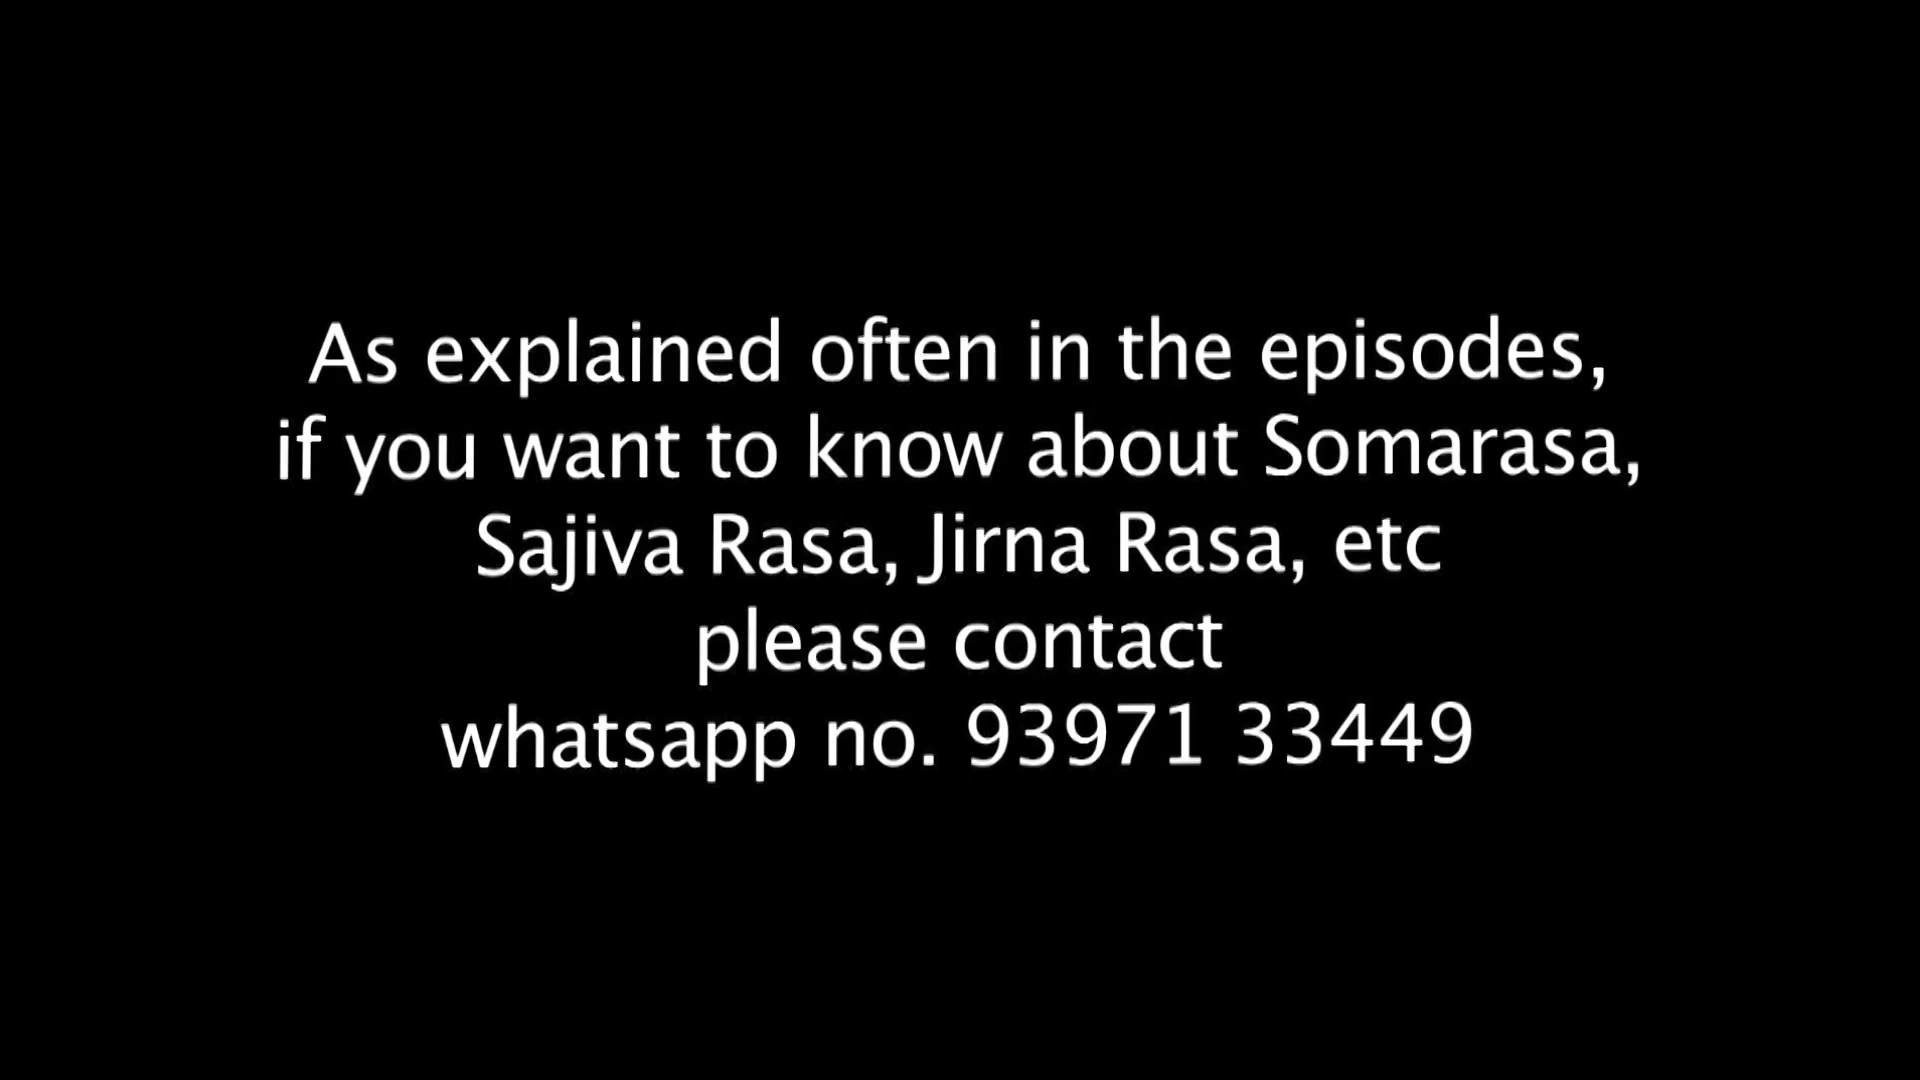 As explained often in the episodes,
if you want to know about Somarasa,
Sajiva Rasa, Jirna Rasa, etc
please contact
whatsapp no. 93971 33449